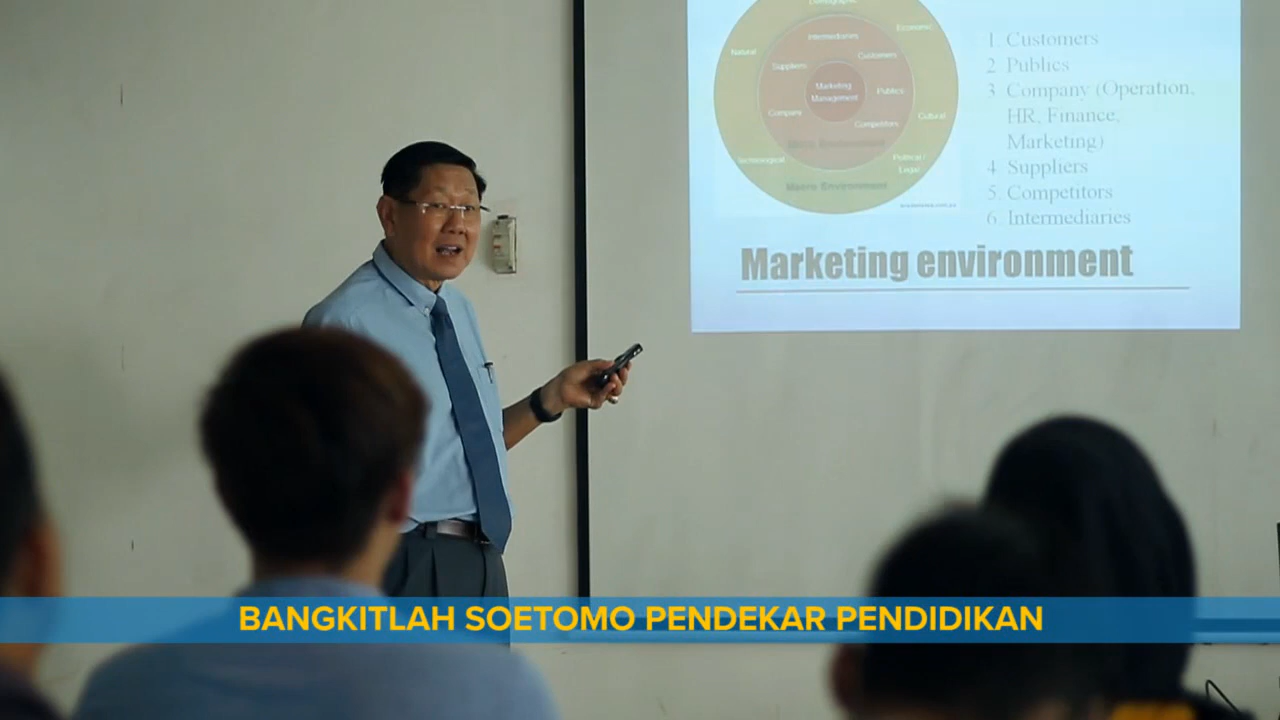 Demographic
Economic
Natural
Intermediaries
Customers
Suppliers
Marketing
Management
Publics
Company
Competitors
Cultural
Technological
Political /
Legal
Macro Environment
1. Customers
2. Publics
3. Company (Operation,
HR, Finance,
Marketing)
4. Suppliers
5. Competitors
6. Intermediaries
Marketing environment
BANGKITLAH SOETOMO PENDEKAR PENDIDIKAN